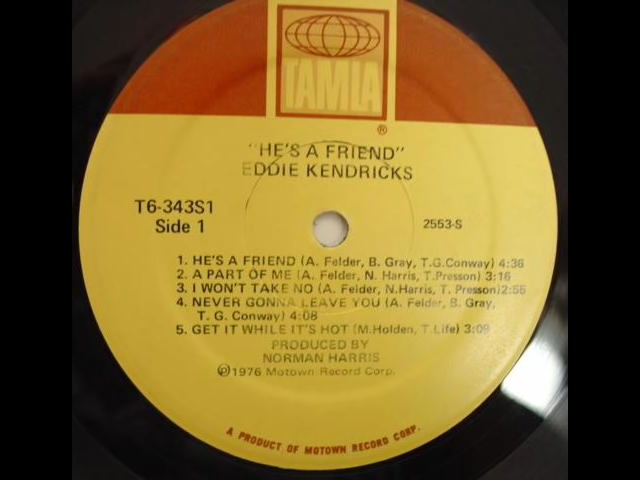 TAMLA
®
"HE'S A FRIEND"
EDDIE KENDRICKS
T6-343S1
Side 1
2553-S
1. HE'S A FRIEND (A. Felder, B. Gray, T.G.Conway) 4:36
2. A PART OF ME (A. Felder, N. Harris, T. Presson) 3:16
3. I WON'T TAKE NO (A. Felder, N.Harris, T. Presson)2:55
4. NEVER GONNA LEAVE YOU (A. Felder, B. Gray,
T. G. Conway) 4:08
5. GET IT WHILE IT'S HOT (M.Holden, T.Life) 3:09
PRODUCED BY
NORMAN HARRIS
℗1976 Motown Record Corp.
A PRODUCT OF MOTOWN RECORD CORP.